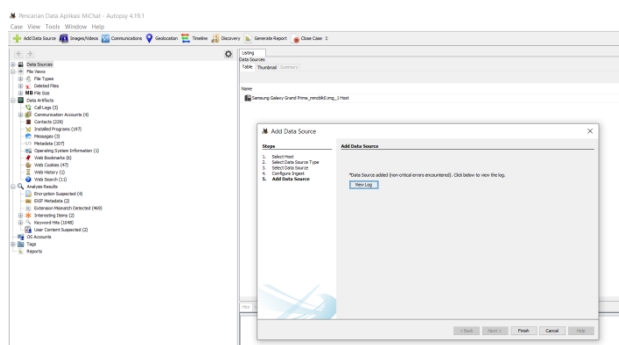 Pencarian Data Aplikasi MiChat - Autopsy 4.19.1
Case View Tools Window Help
Add Data Source Images/Videos Communications Geolocation Timeline Discovery Generate Report Close Case
Listing
Data Sources
Table Thumbnail Summary
Name
Samsung Galaxy Grand Prime_mmcblk0.img_1 Host
Data Sources
File Views
File Types
Deleted Files
MB File Size
Data Artifacts
Call Logs (3)
Communication Accounts (4)
Contacts (228)
Installed Programs (197)
Messages (3)
Metadata (107)
Operating System Information (1)
Web Bookmarks (6)
Web Cookies (47)
Web History (1)
Web Search (11)
Analysis Results
Encryption Suspected (4)
EXIF Metadata (2)
Extension Mismatch Detected (460)
Interesting Items (2)
Keyword Hits (1048)
User Content Suspected (2)
OS Accounts
Tags
Reports
Add Data Source
Steps
1. Select Host
2. Select Data Source Type
3. Select Data Source
4. Configure Ingest
5. Add Data Source
Add Data Source
*Data Source added (non-critical errors encountered). Click below to view the log.
View Log
< Back Next > Finish Cancel Help
Hex